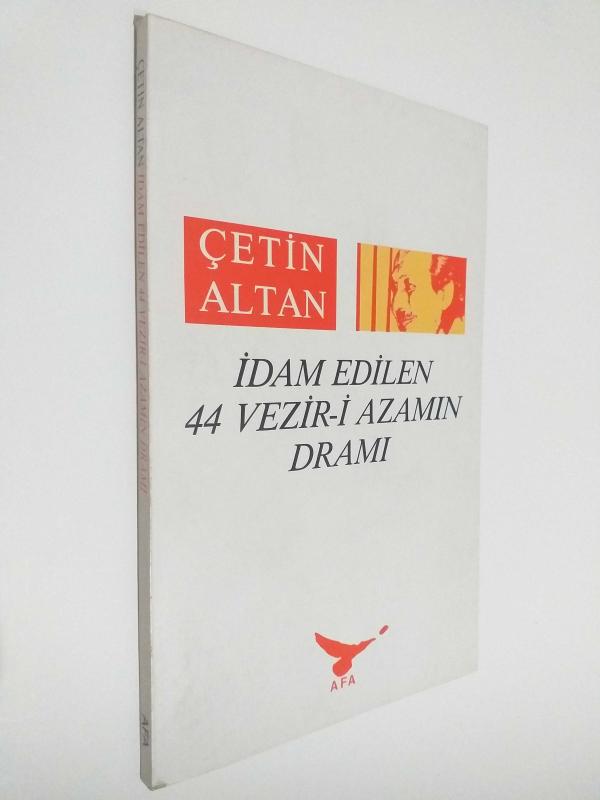 ÇETİN ALTAN İDAM EDİLEN 44 VEZİR-İ AZAMIN DRAMI
AFA
ÇETİN
ALTAN
İDAM EDİLEN
44 VEZİR-İ AZAMIN
DRAMI
AFA